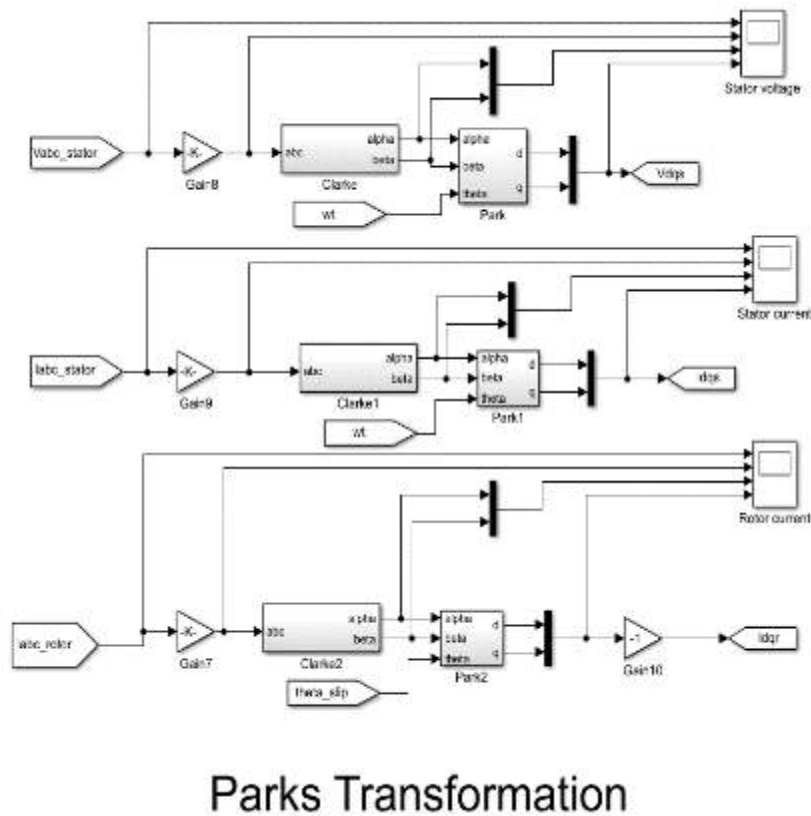 Stator voltage
Vabc_stator
-K-
Gain8
abc
alpha
beta
Clarke
alpha
beta
theta
d
q
Park
wt
Vdqs
Stator current
Iabc_stator
-K-
Gain9
abc
alpha
beta
Clarke1
alpha
beta
theta
d
q
Park1
wt
Idqs
Rotor current
Iabc_rotor
-K-
Gain7
abc
alpha
beta
Clarke2
alpha
beta
theta
d
q
Park2
theta_slip
-1
Gain10
Idqr
Parks Transformation